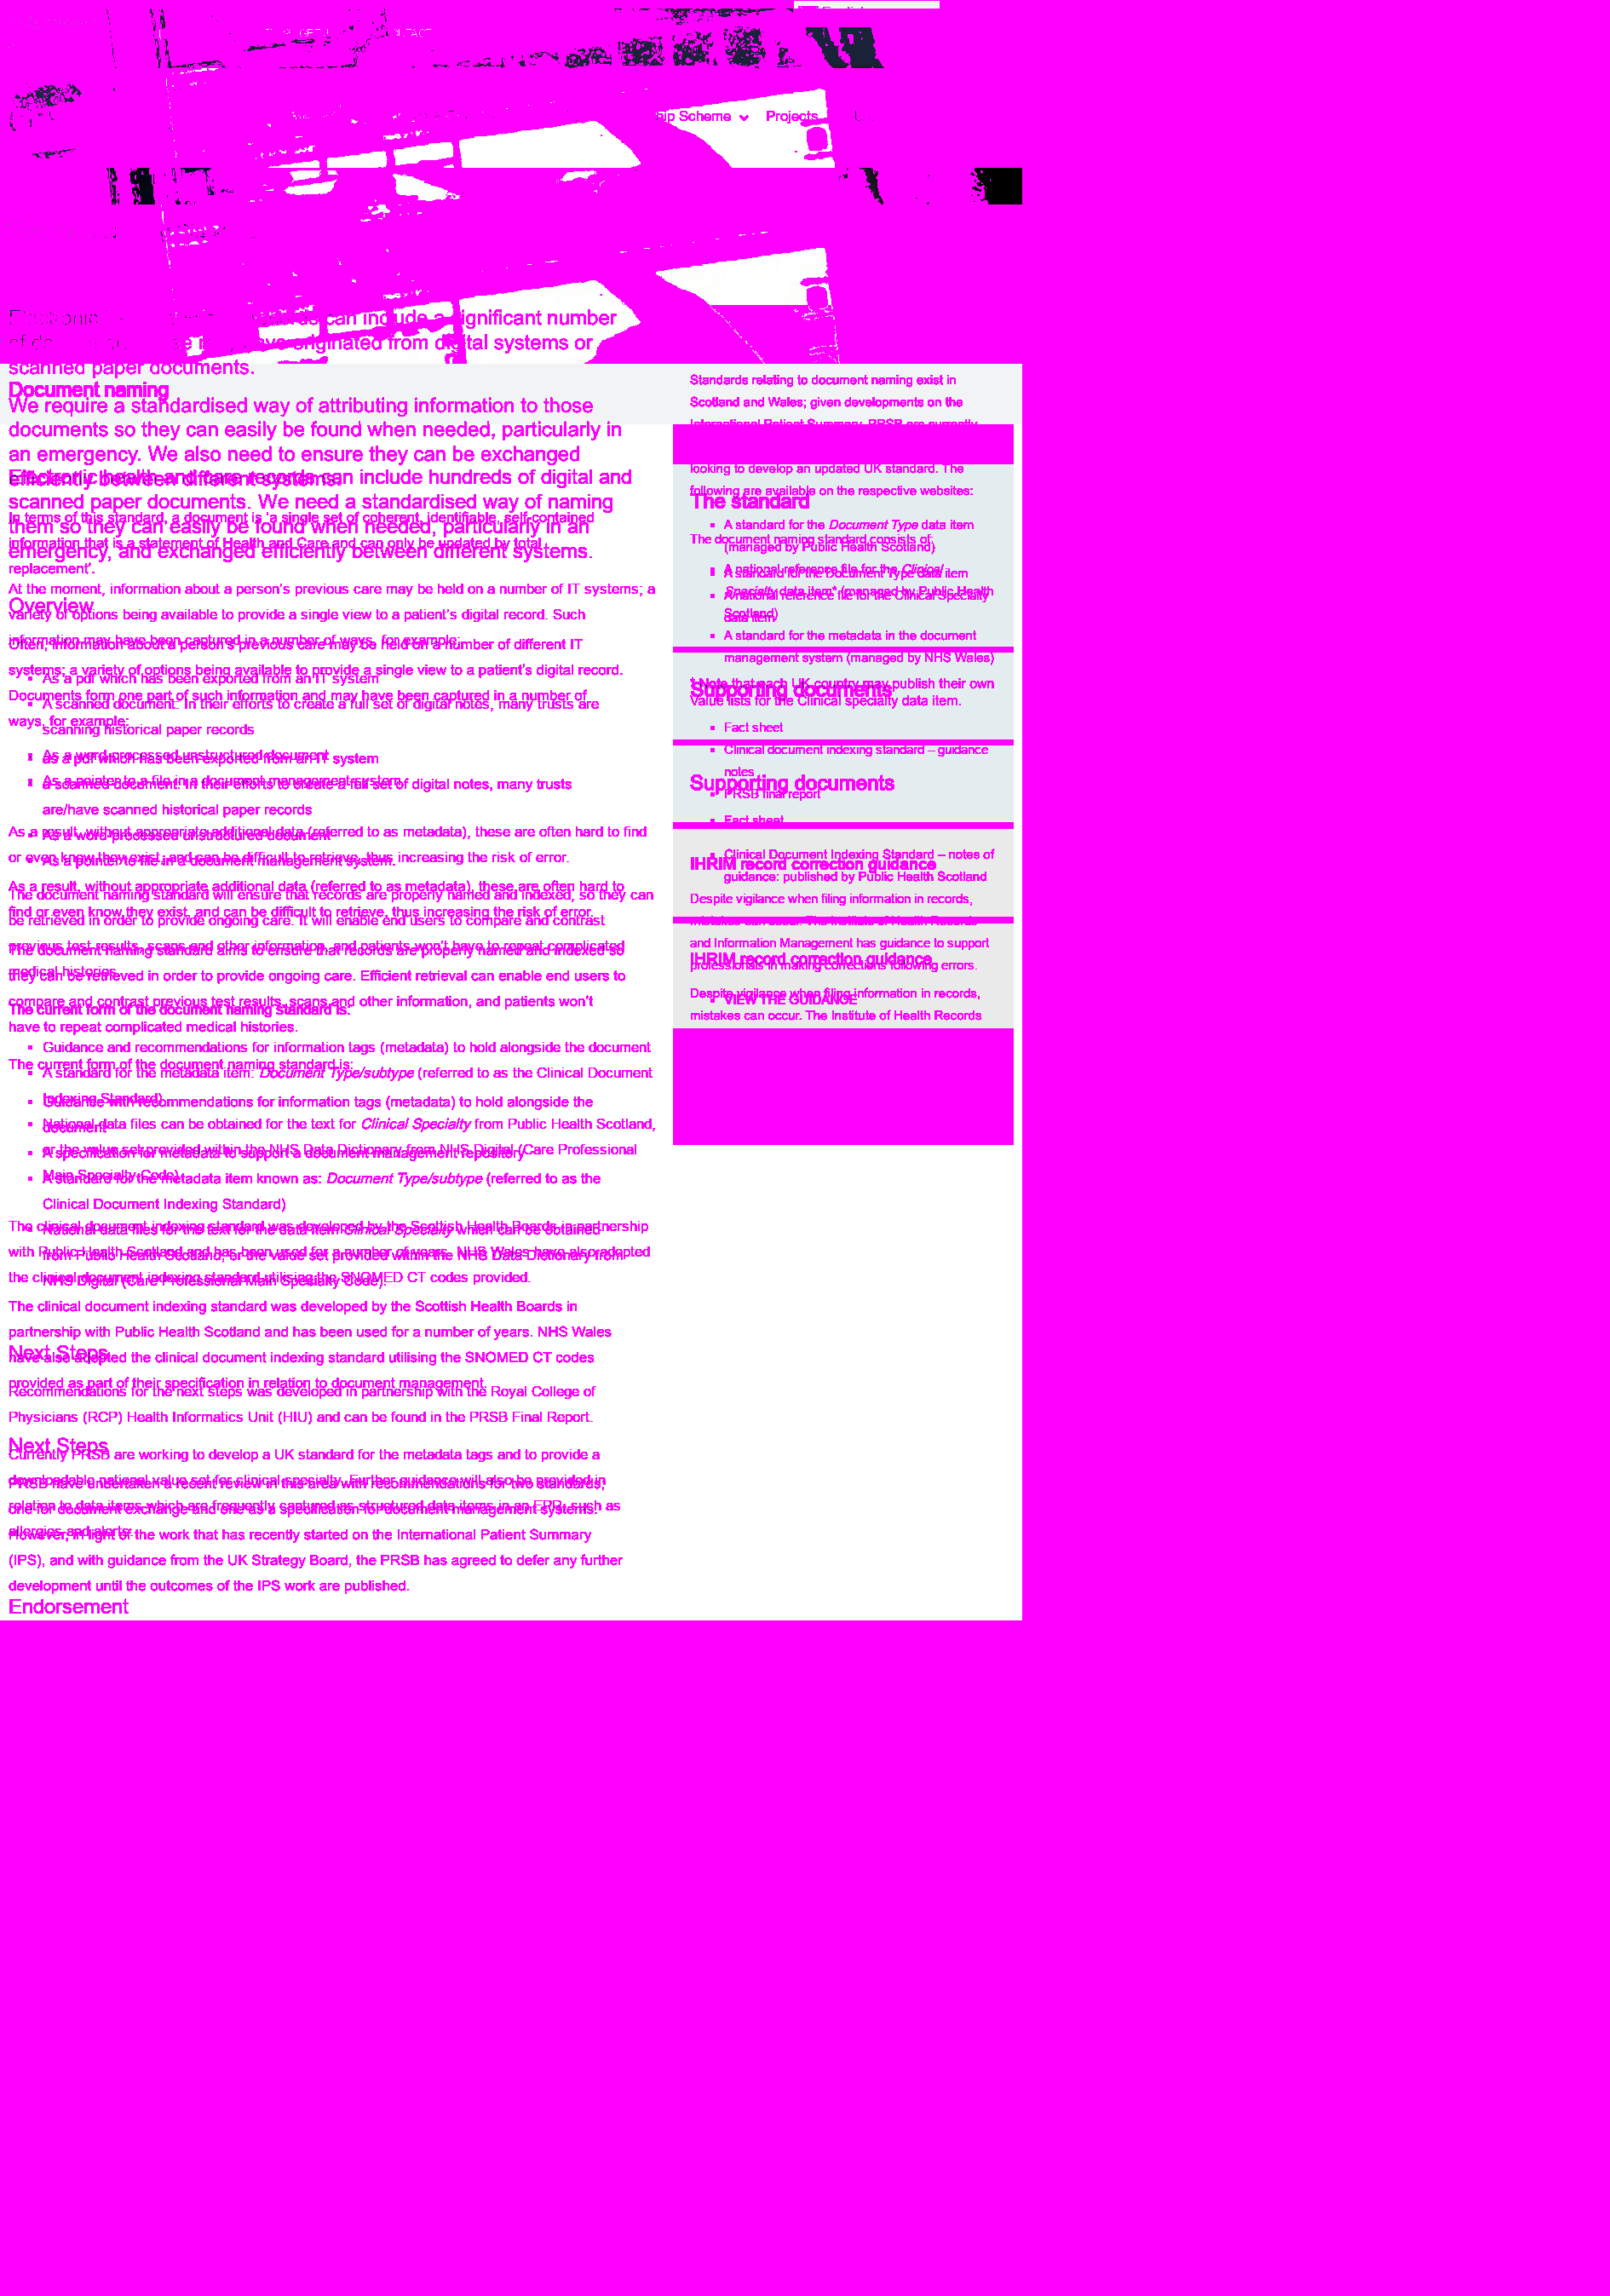 English
hip Scheme
Projects
can include a significant number
originated from digital systems or
scanned paper documents.
Document naming
We require a standardised way of attributing information to those
documents so they can easily be found when needed, particularly in
an emergency. We also need to ensure they can be exchanged
efficiently between different systems.
Electronic health and care records can include hundreds of digital and
scanned paper documents. We need a standardised way of naming
them so they can easily be found when needed, particularly in an
emergency, and exchanged efficiently between different systems.
In terms of this standard, a document is 'a single set of coherent, identifiable, self-contained
information that is a statement of Health and Care and can only be updated by total
replacement'.
At the moment, information about a person's previous care may be held on a number of IT systems; a
variety of options being available to provide a single view to a patient's digital record. Such
information may have been captured in a number of ways, for example:
Overview
Often, information about a person's previous care may be held on a number of different IT
systems; a variety of options being available to provide a single view to a patient's digital record.
Documents form one part of such information and may have been captured in a number of
ways, for example:
As a pdf which has been exported from an IT system
A scanned document. In their efforts to create a full set of digital notes, many trusts are
scanning historical paper records
As a word processed unstructured document
As a pointer to a file in a document management system
as a pdf which has been exported from an IT system
a scanned document. In their efforts to create a full set of digital notes, many trusts
are/have scanned historical paper records
As a word processed unstructured document
As a pointer to file in a document management system.
As a result, without appropriate additional data (referred to as metadata), these are often hard to find
or even know they exist, and can be difficult to retrieve, thus increasing the risk of error.
As a result, without appropriate additional data (referred to as metadata), these are often hard to
find or even know they exist, and can be difficult to retrieve, thus increasing the risk of error.
The document naming standard will ensure that records are properly named and indexed, so they can
be retrieved in order to provide ongoing care. It will enable end users to compare and contrast
previous test results, scans and other information, and patients won't have to repeat complicated
medical histories.
The document naming standard aims to ensure that records are properly named and indexed so
they can be retrieved in order to provide ongoing care. Efficient retrieval can enable end users to
compare and contrast previous test results, scans and other information, and patients won't
have to repeat complicated medical histories.
The current form of the document naming standard is:
Guidance and recommendations for information tags (metadata) to hold alongside the document
A standard for the metadata item: Document Type/subtype (referred to as the Clinical Document
Indexing Standard)
National data files can be obtained for the text for Clinical Specialty from Public Health Scotland,
or the value set provided within the NHS Data Dictionary from NHS Digital (Care Professional
Main Specialty Code)
The current form of the document naming standard is:
Guidance with recommendations for information tags (metadata) to hold alongside the
document
A specification for metadata to support a document management repository
A standard for the metadata item known as: Document Type/subtype (referred to as the
Clinical Document Indexing Standard)
National data files for the text for the data item Clinical Specialty which can be obtained
from Public Health Scotland, or the value set provided within the NHS Data Dictionary from
NHS Digital (Care Professional Main Specialty Code).
The clinical document indexing standard was developed by the Scottish Health Boards in partnership
with Public Health Scotland and has been used for a number of years. NHS Wales have also adopted
the clinical document indexing standard utilising the SNOMED CT codes provided.
The clinical document indexing standard was developed by the Scottish Health Boards in
partnership with Public Health Scotland and has been used for a number of years. NHS Wales
have also adopted the clinical document indexing standard utilising the SNOMED CT codes
provided as part of their specification in relation to document management.
Next Steps
Recommendations for the next steps was developed in partnership with the Royal College of
Physicians (RCP) Health Informatics Unit (HIU) and can be found in the PRSB Final Report.
Next Steps
Currently PRSB are working to develop a UK standard for the metadata tags and to provide a
downloadable national value set for clinical specialty. Further guidance will also be provided in
relation to data items which are frequently captured as structured data items in an EPR, such as
allergies and alerts.
PRSB have undertaken a recent review in this area with recommendations for two standards,
one for document exchange and one as a specification for document management systems.
However, in light of the work that has recently started on the International Patient Summary
(IPS), and with guidance from the UK Strategy Board, the PRSB has agreed to defer any further
development until the outcomes of the IPS work are published.
Endorsement
Standards relating to document naming exist in
Scotland and Wales; given developments on the
International Patient Summary, PRSB are currently
looking to develop an updated UK standard. The
following are available on the respective websites:
The standard
A standard for the Document Type data item
(managed by Public Health Scotland)
A national reference file for the Clinical
Specialty data item* (managed by Public Health
Scotland)
A standard for the metadata in the document
management system (managed by NHS Wales)
The document naming standard consists of:
A standard for the Document Type data item
A national reference file for the Clinical Specialty
data item
* Note that each UK country may publish their own
value lists for the Clinical specialty data item.
Supporting documents
Fact sheet
Clinical document indexing standard – guidance
notes
PRSB final report
Supporting documents
Fact sheet
Clinical Document Indexing Standard – notes of
guidance: published by Public Health Scotland
IHRIM record correction guidance
Despite vigilance when filing information in records,
mistakes can occur. The Institute of Health Records
and Information Management has guidance to support
professionals in making corrections following errors.
VIEW THE GUIDANCE
IHRIM record correction guidance
Despite vigilance when filing information in records,
mistakes can occur. The Institute of Health Records